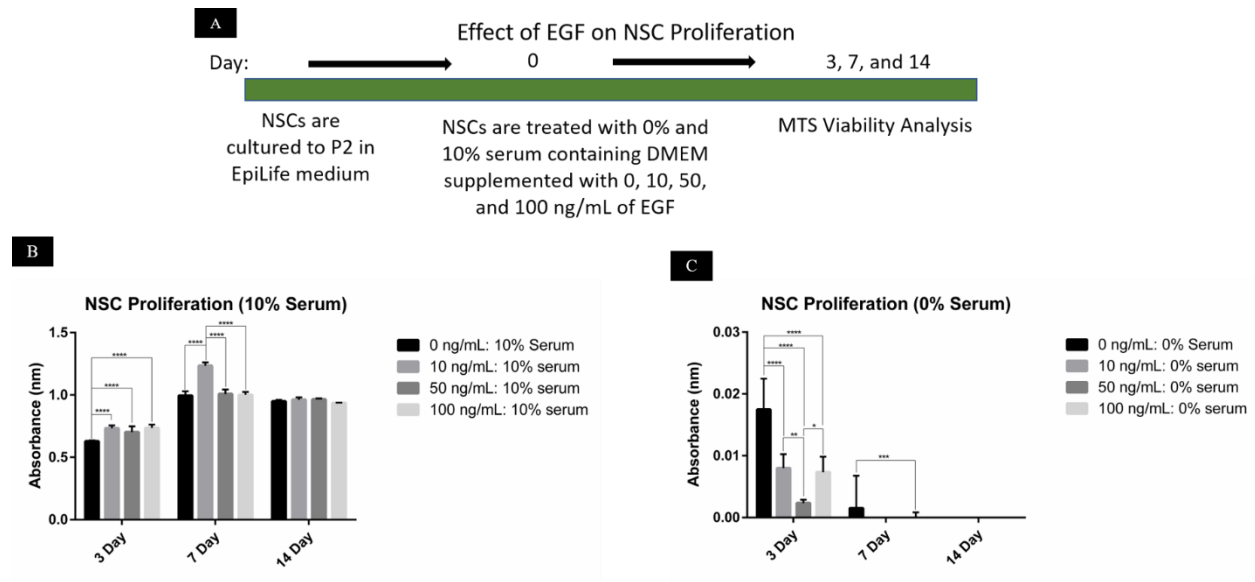 A
Effect of EGF on NSC Proliferation
Day:
0
3, 7, and 14
NSCs are
cultured to P2 in
EpiLife medium
NSCs are treated with 0% and
10% serum containing DMEM
supplemented with 0, 10, 50,
and 100 ng/mL of EGF
MTS Viability Analysis
B
NSC Proliferation (10% Serum)
Absorbance (nm)
1.5
1.0
0.5
0.0
****
****
****
****
****
****
3 Day
7 Day
14 Day
0 ng/mL: 10% Serum
10 ng/mL: 10% serum
50 ng/mL: 10% serum
100 ng/mL: 10% serum
C
NSC Proliferation (0% Serum)
Absorbance (nm)
0.03
0.02
0.01
0.00
****
****
****
**
*
***
3 Day
7 Day
14 Day
0 ng/mL: 0% Serum
10 ng/mL: 0% serum
50 ng/mL: 0% serum
100 ng/mL: 0% serum